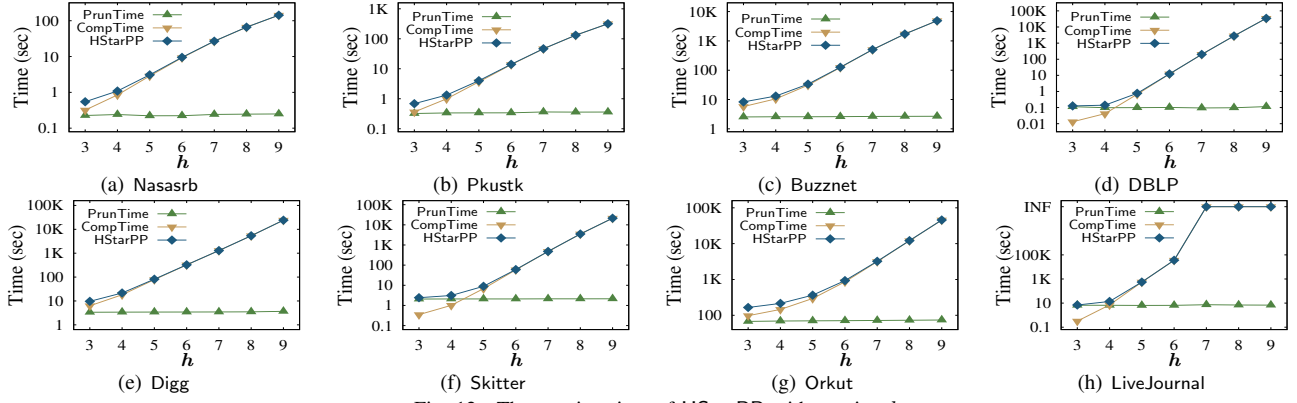 PrunTime
CompTime
HStarPP
Time (sec)
100
10
1
0.1
3 4 5 6 7 8 9
h
(a) Nasasrb
PrunTime
CompTime
HStarPP
Time (sec)
1K
100
10
1
0.1
3 4 5 6 7 8 9
h
(b) Pkustk
PrunTime
CompTime
HStarPP
Time (sec)
10K
1K
100
10
1
3 4 5 6 7 8 9
h
(c) Buzznet
PrunTime
CompTime
HStarPP
Time (sec)
100K
10K
1K
100
10
1
0.1
0.01
3 4 5 6 7 8 9
h
(d) DBLP
PrunTime
CompTime
HStarPP
Time (sec)
100K
10K
1K
100
10
1
3 4 5 6 7 8 9
h
(e) Digg
PrunTime
CompTime
HStarPP
Time (sec)
100K
10K
1K
100
10
1
0.1
3 4 5 6 7 8 9
h
(f) Skitter
PrunTime
CompTime
HStarPP
Time (sec)
100K
10K
1K
100
3 4 5 6 7 8 9
h
(g) Orkut
PrunTime
CompTime
HStarPP
Time (sec)
INF
100K
1K
10
0.1
3 4 5 6 7 8 9
h
(h) LiveJournal